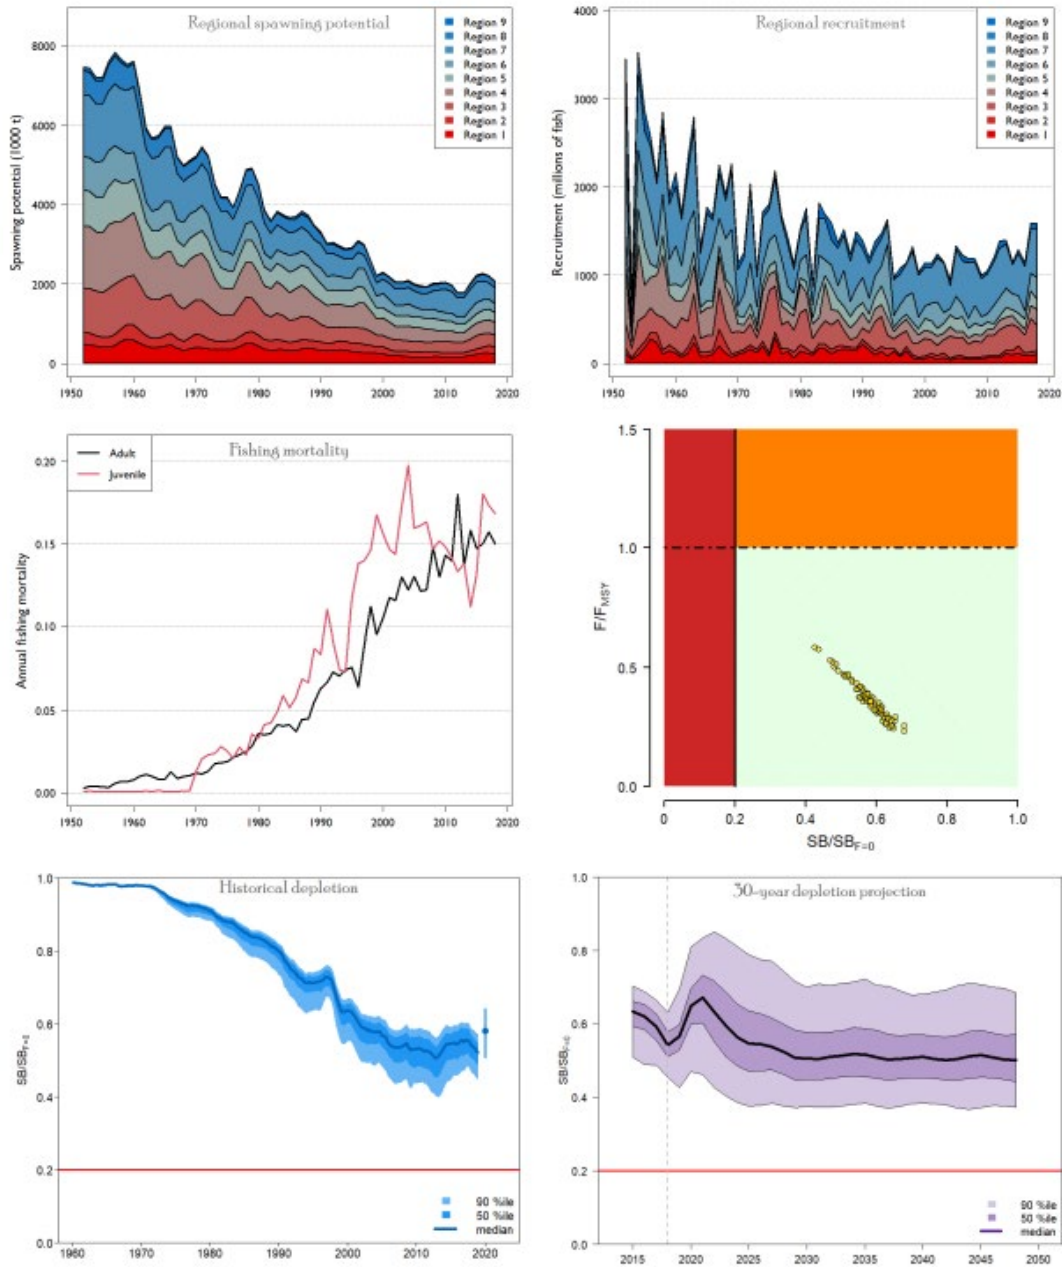 Regional spawning potential
Region 9
Region 8
Region 7
Region 6
Region 5
Region 4
Region 3
Region 2
Region 1
Spawning potential (1000 t)
8000
6000
4000
2000
0
1950 1960 1970 1980 1990 2000 2010 2020
Regional recruitment
Region 9
Region 8
Region 7
Region 6
Region 5
Region 4
Region 3
Region 2
Region 1
Recruitment (millions of fish)
4000
3000
2000
1000
0
1950 1960 1970 1980 1990 2000 2010 2020
Fishing mortality
Adult
Juvenile
Annual fishing mortality
0.20
0.15
0.10
0.05
0.00
1950 1960 1970 1980 1990 2000 2010 2020
F/FMSY
1.5
1.0
0.5
0.0
0 0.2 0.4 0.6 0.8 1.0
SB/SBF=0
Historical depletion
SB/SBF=0
1.0
0.8
0.6
0.4
0.2
0.0
90 %ile
50 %ile
median
1960 1970 1980 1990 2000 2010 2020
30-year depletion projection
SB/SBF=0
1.0
0.8
0.6
0.4
0.2
0.0
90 %ile
50 %ile
median
2015 2020 2025 2030 2035 2040 2045 2050